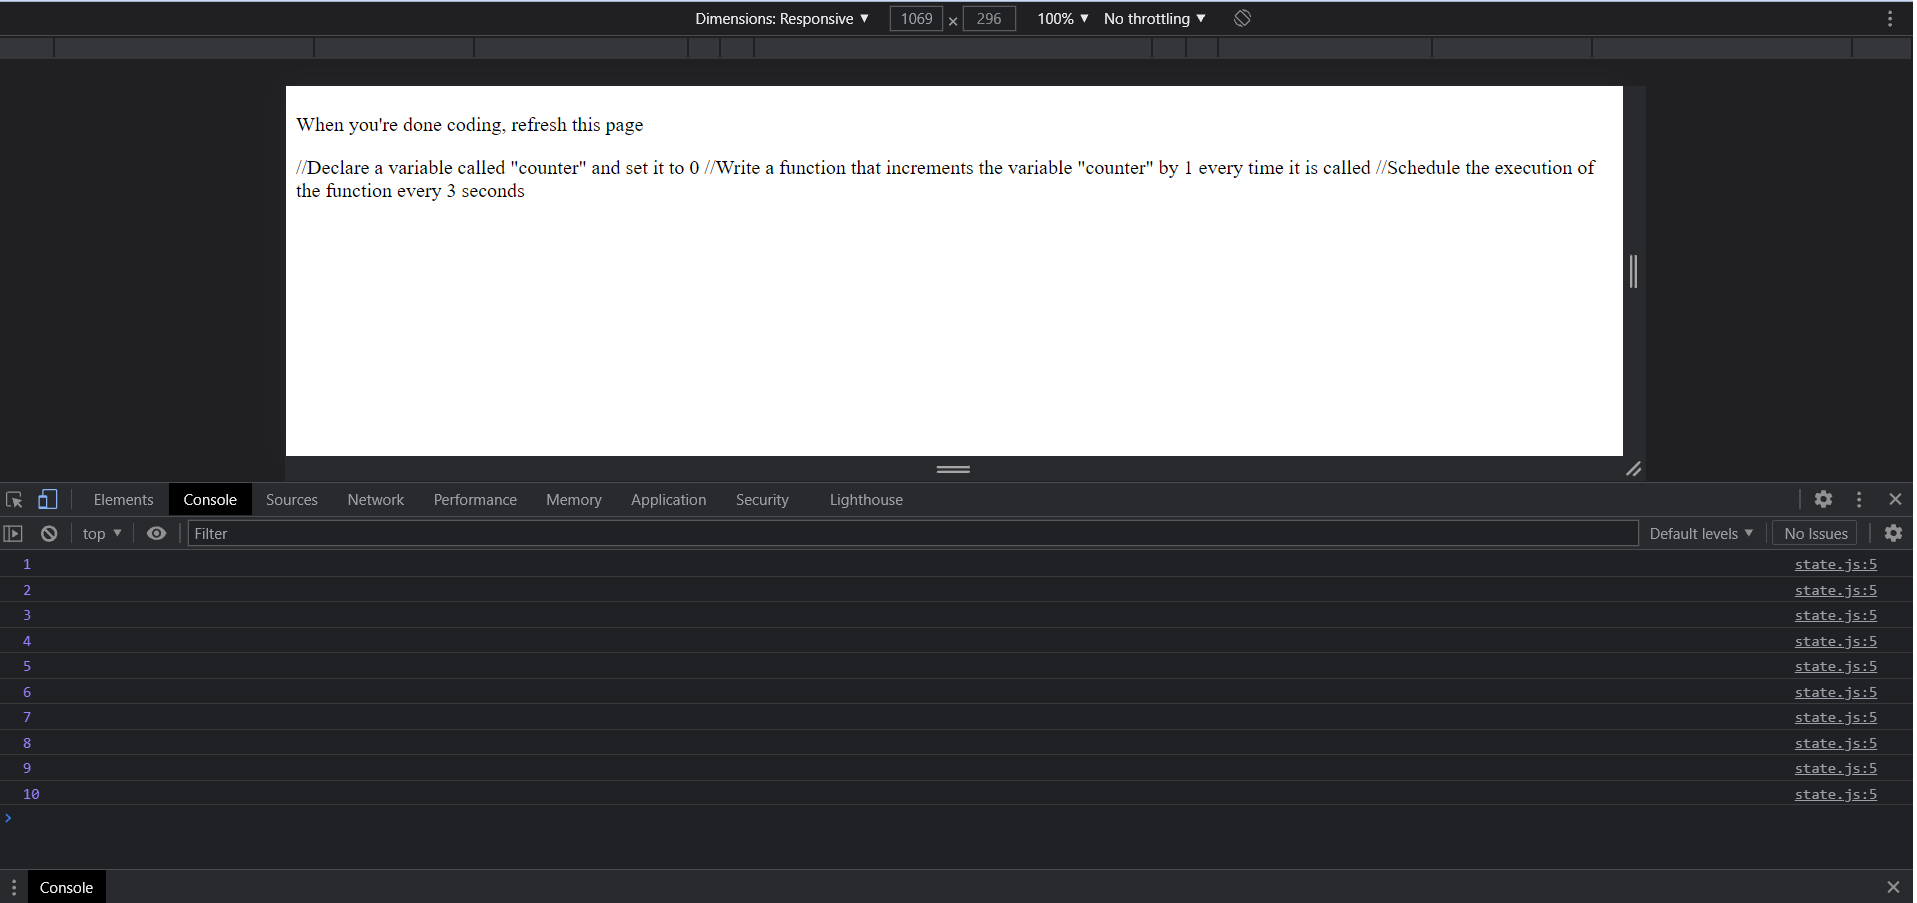 Dimensions: Responsive ▼ 1069 × 296 100% ▼ No throttling ▼
When you're done coding, refresh this page
//Declare a variable called "counter" and set it to 0 //Write a function that increments the variable "counter" by 1 every time it is called //Schedule the execution of
the function every 3 seconds
Elements Console Sources Network Performance Memory Application Security Lighthouse
top ▼ Filter Default levels ▼ No Issues
1 state.js:5
2 state.js:5
3 state.js:5
4 state.js:5
5 state.js:5
6 state.js:5
7 state.js:5
8 state.js:5
9 state.js:5
10 state.js:5
Console